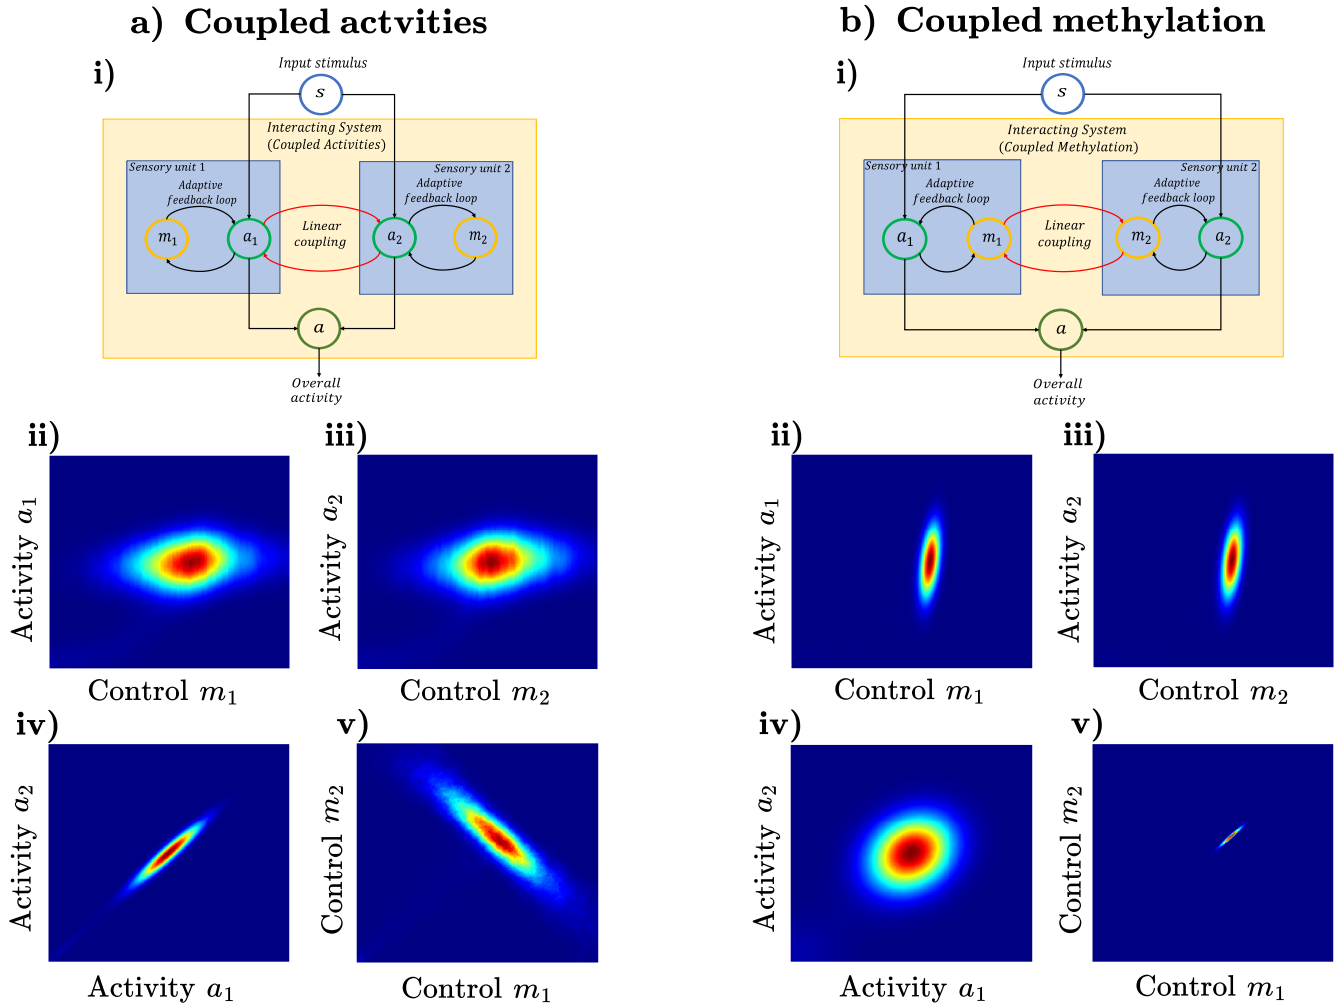 a) Coupled actvities
i)
Input stimulus
s
Interacting System
(Coupled Activities)
Sensory unit 1
Sensory unit 2
Adaptive
feedback loop
Adaptive
feedback loop
m1
a1
Linear
coupling
a2
m2
a
Overall
activity
ii)
Activity a1
Control m1
iii)
Activity a2
Control m2
iv)
Activity a2
Activity a1
v)
Control m2
Control m1
b) Coupled methylation
i)
Input stimulus
s
Interacting System
(Coupled Methylation)
Sensory unit 1
Sensory unit 2
Adaptive
feedback loop
Adaptive
feedback loop
a1
m1
Linear
coupling
m2
a2
a
Overall
activity
ii)
Activity a1
Control m1
iii)
Activity a2
Control m2
iv)
Activity a2
Activity a1
v)
Control m2
Control m1